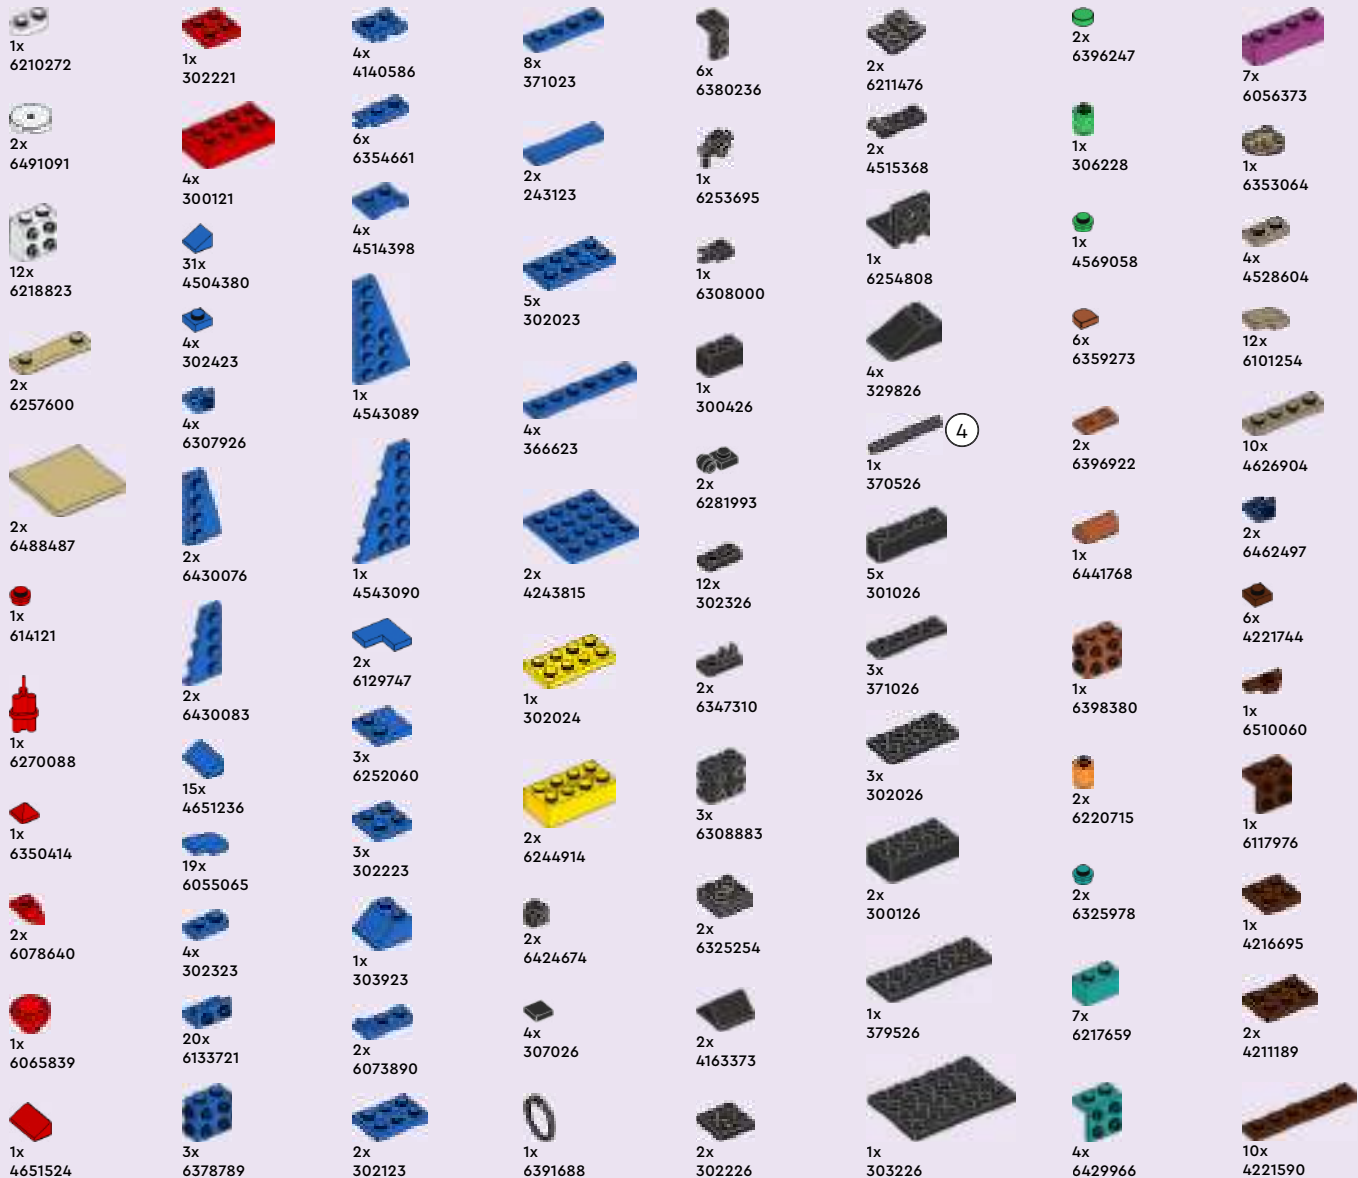 1x
6210272
2x
6491091
12x
6218823
2x
6257600
2x
6488487
1x
614121
1x
6270088
1x
6350414
2x
6078640
1x
6065839
1x
4651524
1x
302221
4x
300121
31x
4504380
4x
302423
4x
6307926
2x
6430076
2x
6430083
15x
4651236
19x
6055065
4x
302323
20x
6133721
3x
6378789
4x
4140586
6x
6354661
4x
4514398
1x
4543089
1x
4543090
2x
6129747
3x
6252060
3x
302223
1x
303923
2x
6073890
2x
302123
8x
371023
2x
243123
5x
302023
4x
366623
2x
4243815
1x
302024
2x
6244914
2x
6424674
4x
307026
1x
6391688
6x
6380236
1x
6253695
1x
6308000
1x
300426
2x
6281993
12x
302326
2x
6347310
3x
6308883
2x
6325254
2x
4163373
2x
302226
2x
6211476
2x
4515368
1x
6254808
4x
329826
4
1x
370526
5x
301026
3x
371026
3x
302026
2x
300126
1x
379526
1x
303226
2x
6396247
1x
306228
1x
4569058
6x
6359273
2x
6396922
1x
6441768
1x
6398380
2x
6220715
2x
6325978
7x
6217659
4x
6429966
7x
6056373
1x
6353064
4x
4528604
12x
6101254
10x
4626904
2x
6462497
6x
4221744
1x
6510060
1x
6117976
1x
4216695
2x
4211189
10x
4221590